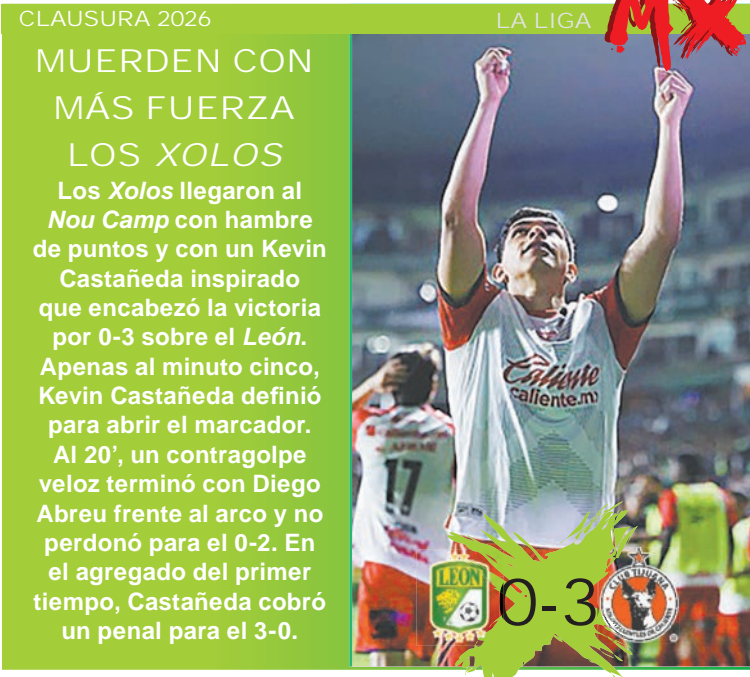 CLAUSURA 2026
LA LIGA
MX
MUERDEN CON
MÁS FUERZA
LOS XOLOS
Los Xolos llegaron al
Nou Camp con hambre
de puntos y con un Kevin
Castañeda inspirado
que encabezó la victoria
por 0-3 sobre el León.
Apenas al minuto cinco,
Kevin Castañeda definió
para abrir el marcador.
Al 20’, un contragolpe
veloz terminó con Diego
Abreu frente al arco y no
perdonó para el 0-2. En
el agregado del primer
tiempo, Castañeda cobró
un penal para el 3-0.
Caliente
caliente.mx
17
LEON
0-3
CLUB TIJUANA
XOLOITZCUINTLES DE CALIENTE